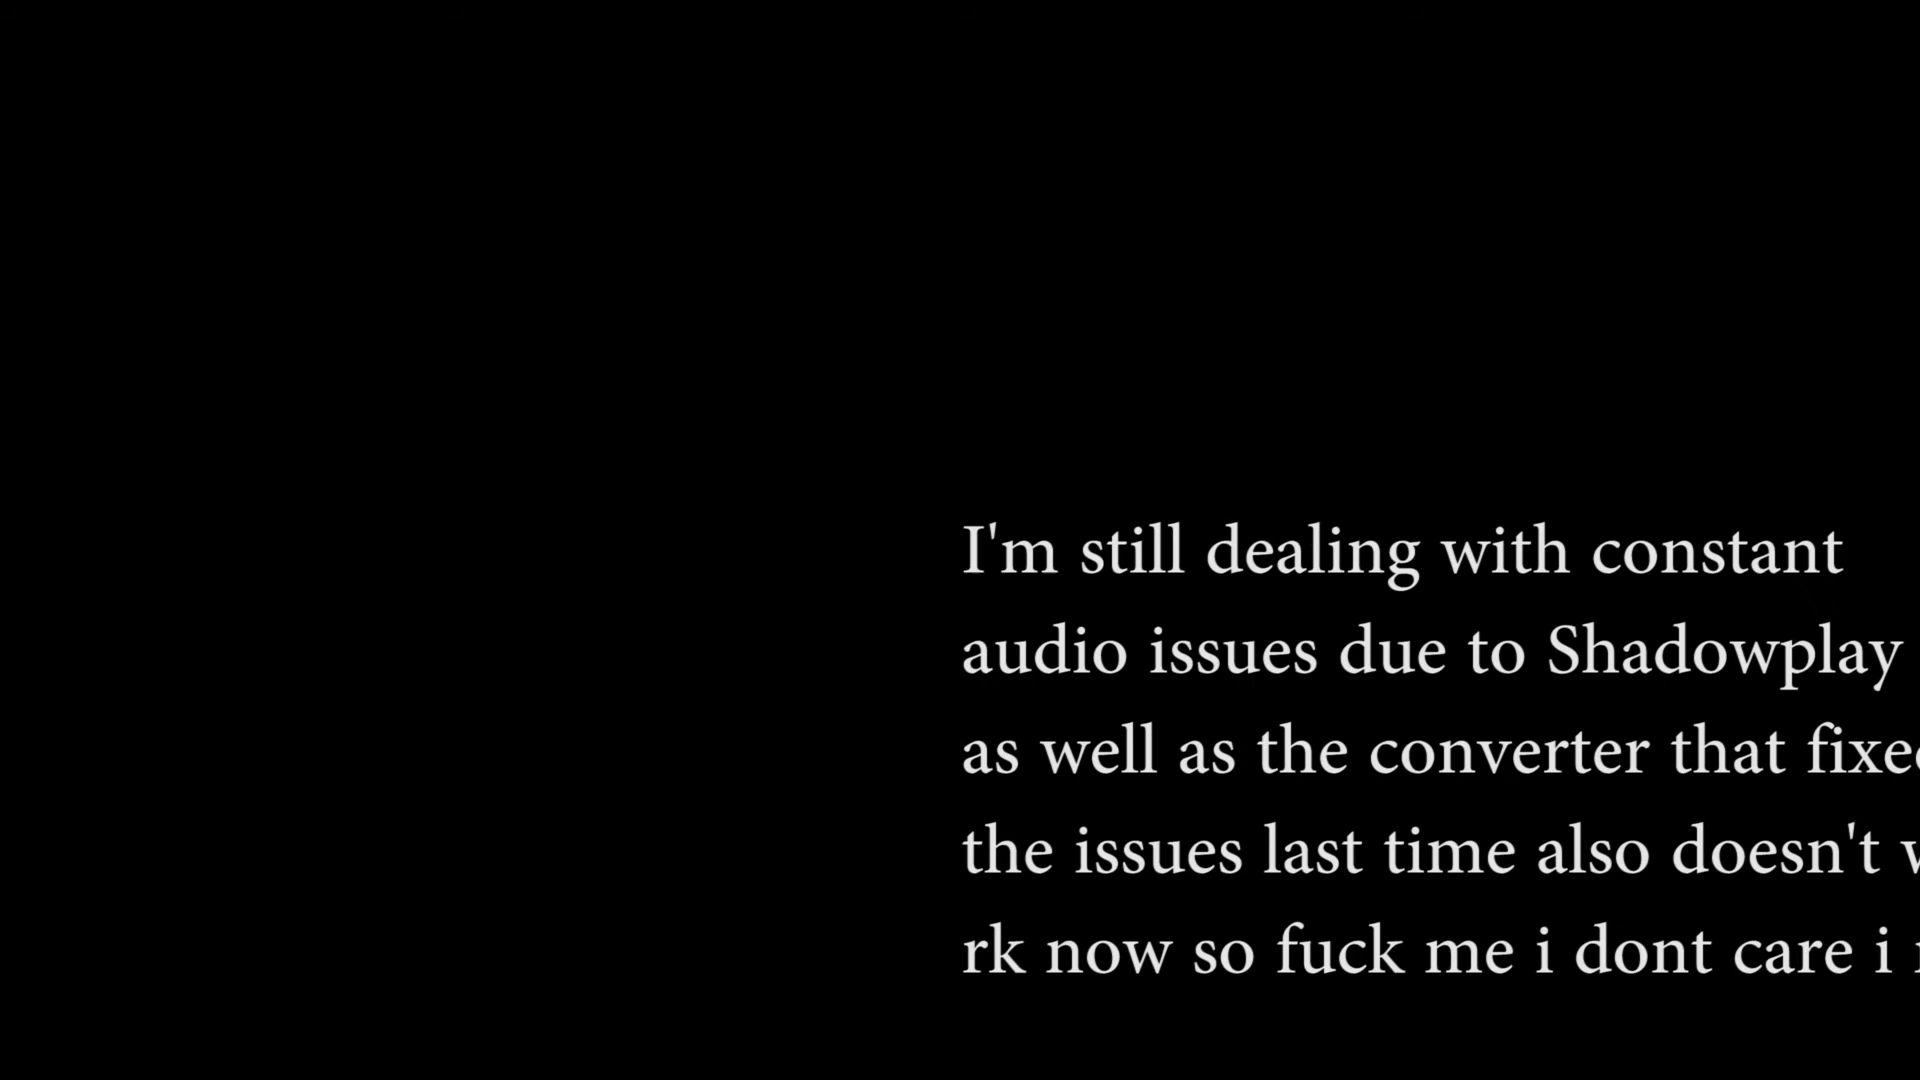 I'm still dealing with constant
audio issues due to Shadowplay
as well as the converter that fixe
the issues last time also doesn't
rk now so fuck me i dont care i